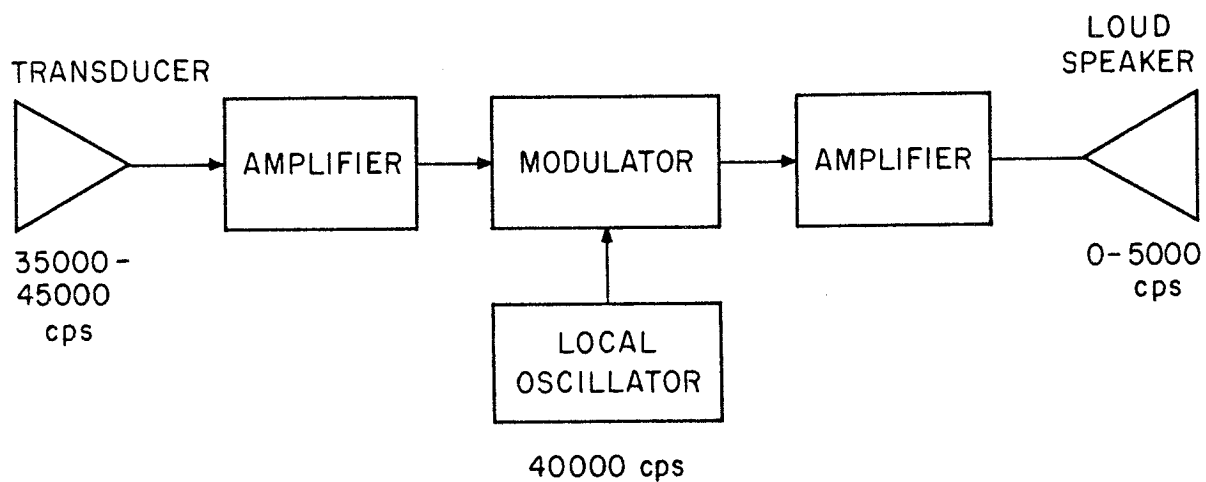 TRANSDUCER
35000-
45000
cps
AMPLIFIER
MODULATOR
LOCAL
OSCILLATOR
40000 cps
AMPLIFIER
LOUD
SPEAKER
0-5000
cps